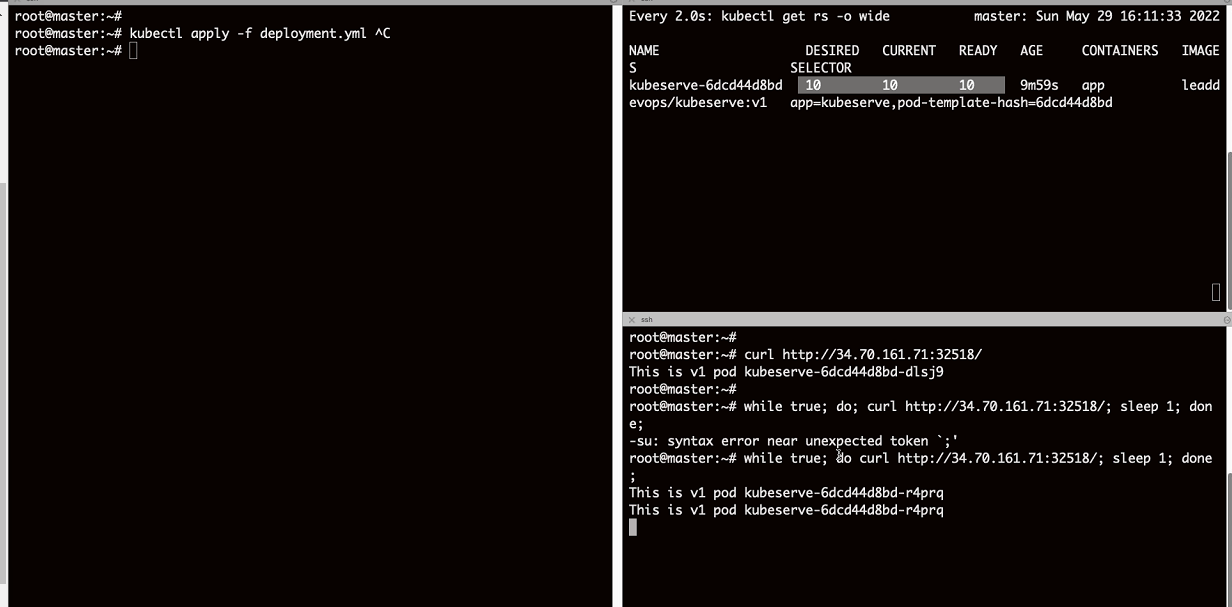 root@master:~#
root@master:~# kubectl apply -f deployment.yml ^C
root@master:~#
Every 2.0s: kubectl get rs -o wide master: Sun May 29 16:11:33 2022
NAME DESIRED CURRENT READY AGE CONTAINERS IMAGE
S SELECTOR
kubeserve-6dcd44d8bd 10 10 10 9m59s app leadd
evops/kubeserve:v1 app=kubeserve,pod-template-hash=6dcd44d8bd
ssh
root@master:~#
root@master:~# curl http://34.70.161.71:32518/
This is v1 pod kubeserve-6dcd44d8bd-dlsj9
root@master:~#
root@master:~# while true; do; curl http://34.70.161.71:32518/; sleep 1; don
e;
-su: syntax error near unexpected token `;'
root@master:~# while true; do curl http://34.70.161.71:32518/; sleep 1; done
;
This is v1 pod kubeserve-6dcd44d8bd-r4prq
This is v1 pod kubeserve-6dcd44d8bd-r4prq